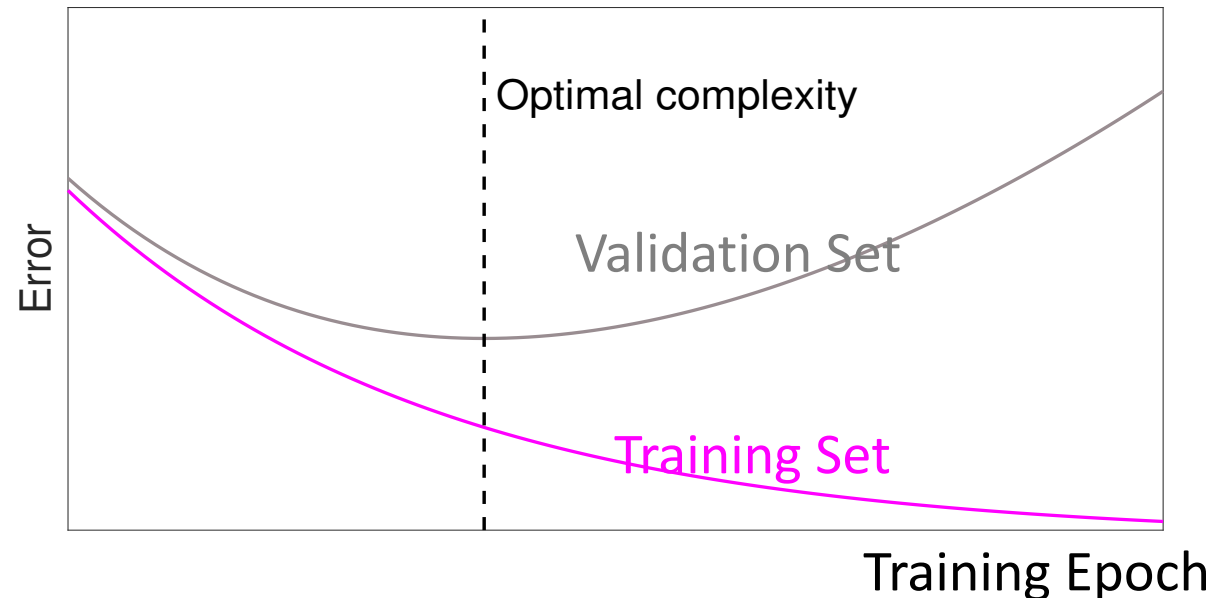 Optimal complexity
Error
Validation Set
Training Set
Training Epoch